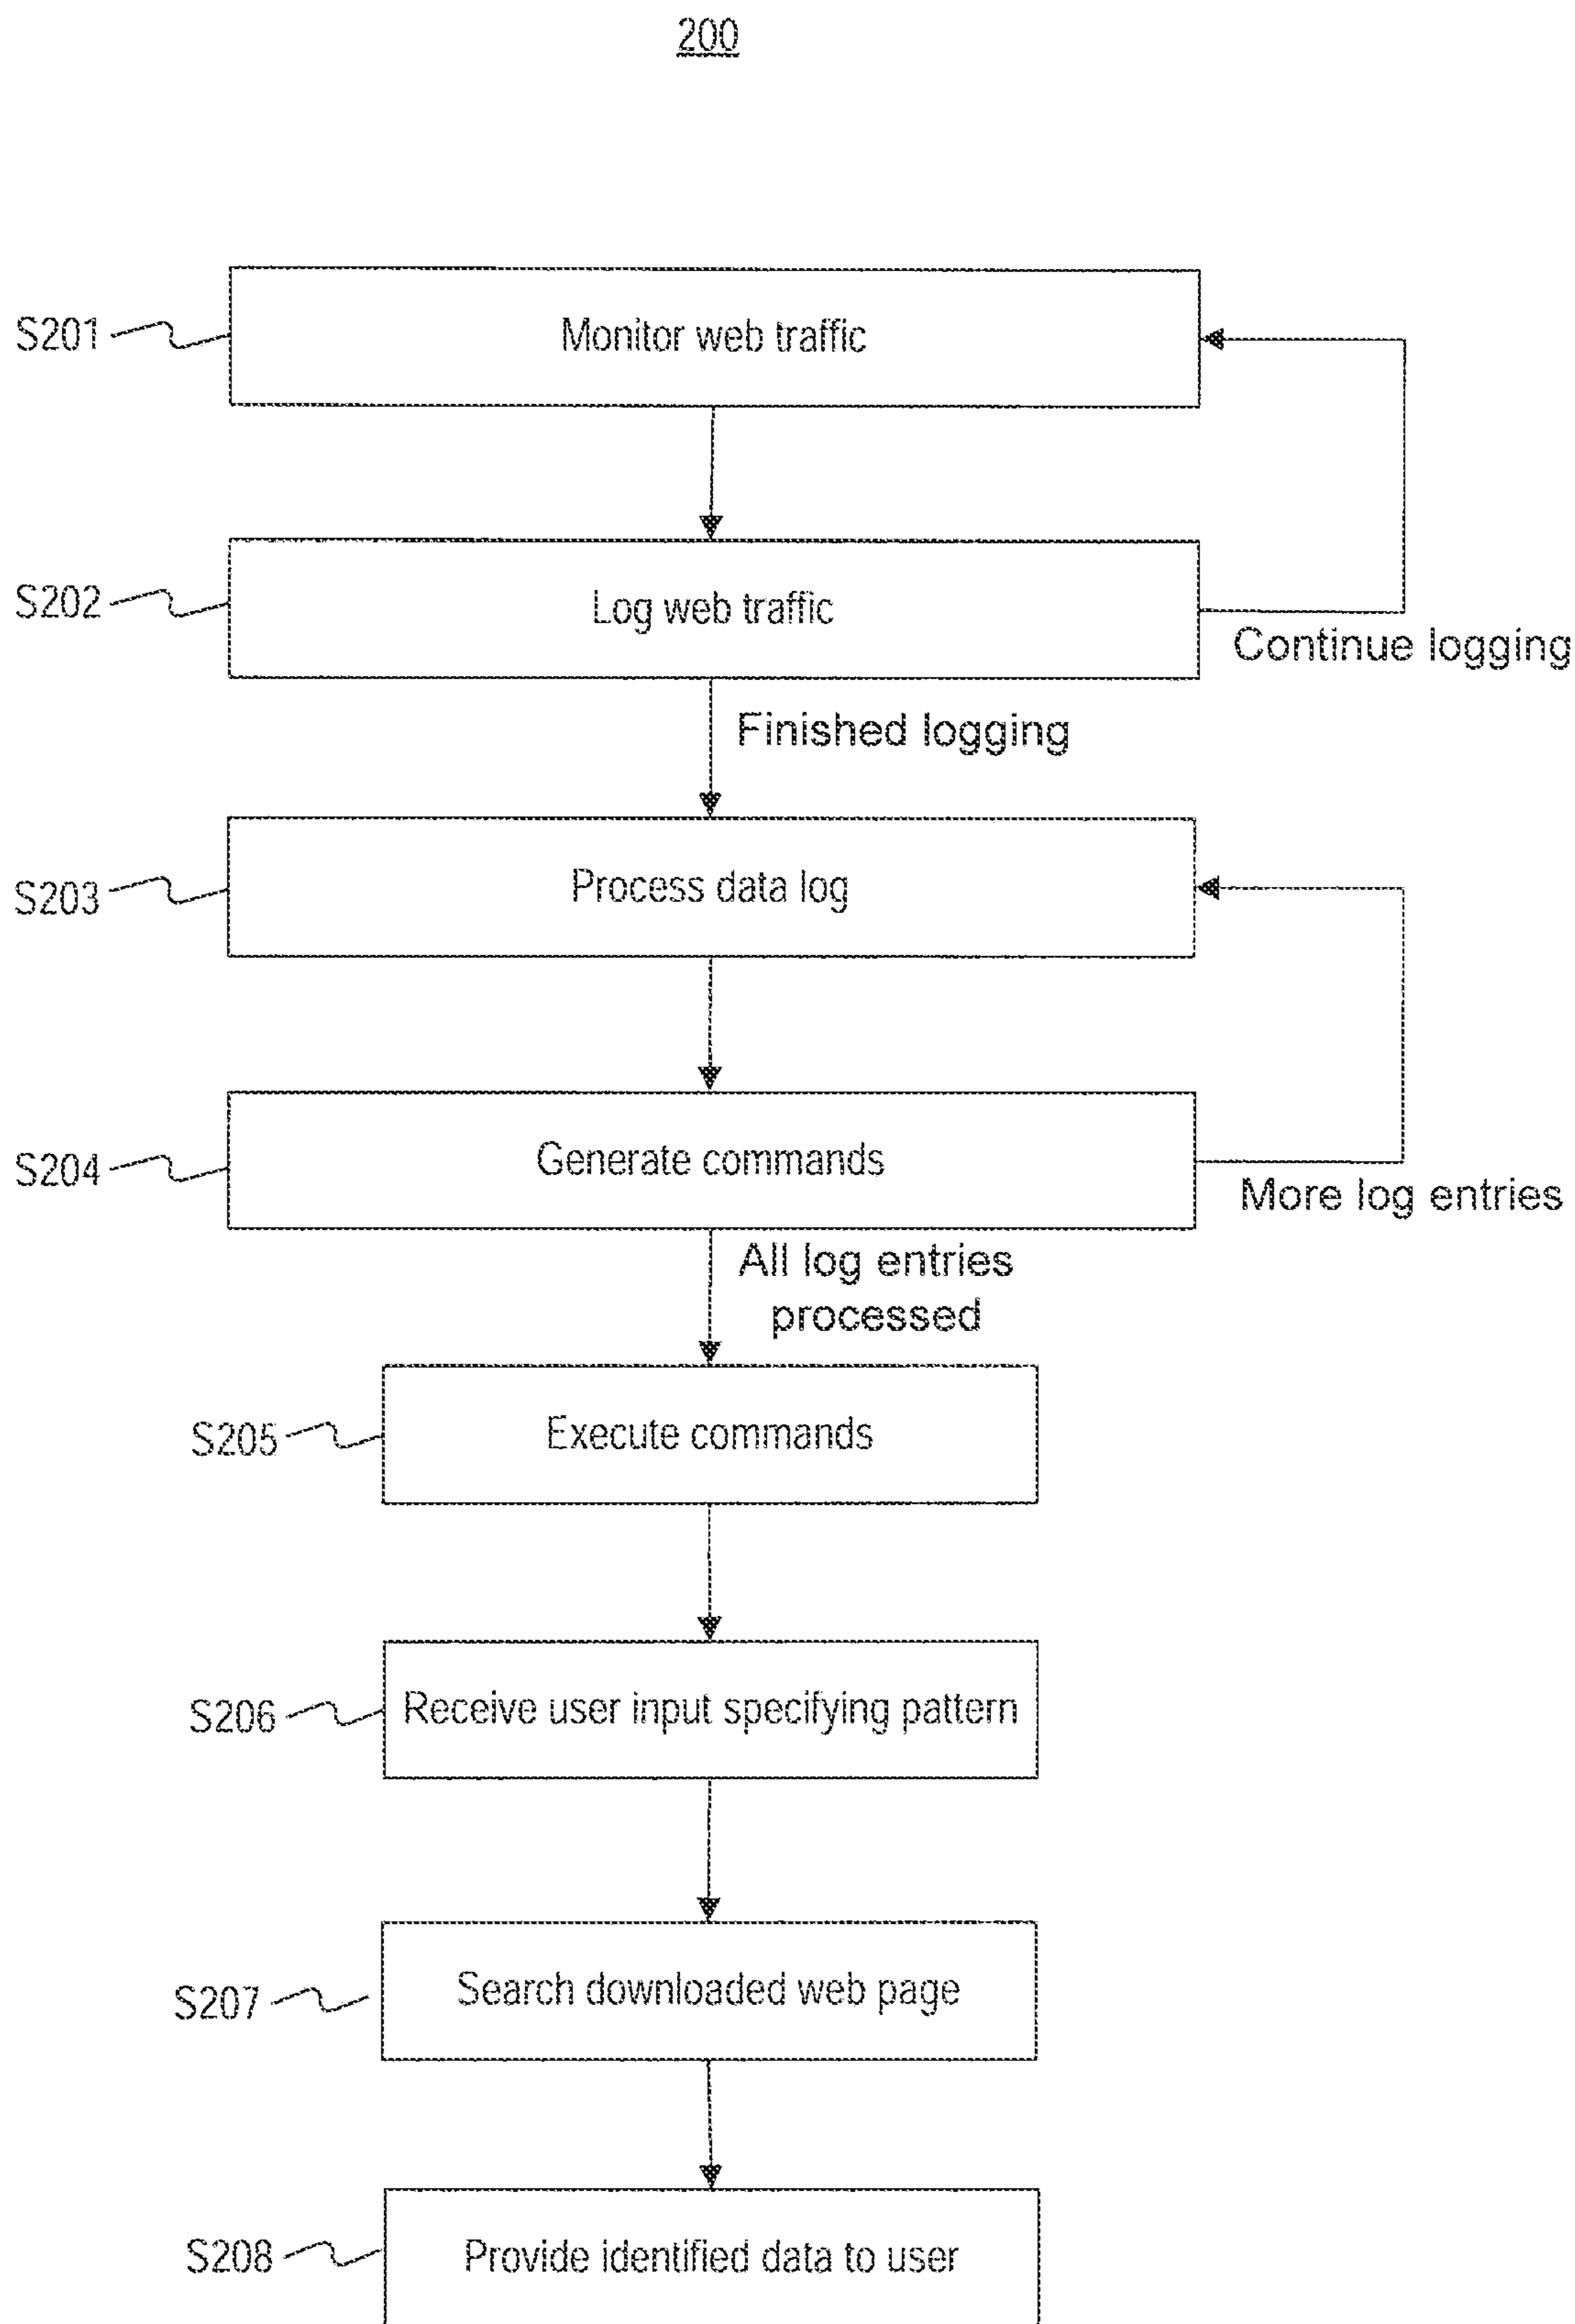 200
S201
Monitor web traffic
S202
Log web traffic
Continue logging
Finished logging
S203
Process data log
S204
Generate commands
More log entries
All log entries
processed
S205
Execute commands
S206
Receive user input specifying pattern
S207
Search downloaded web page
S208
Provide identified data to user